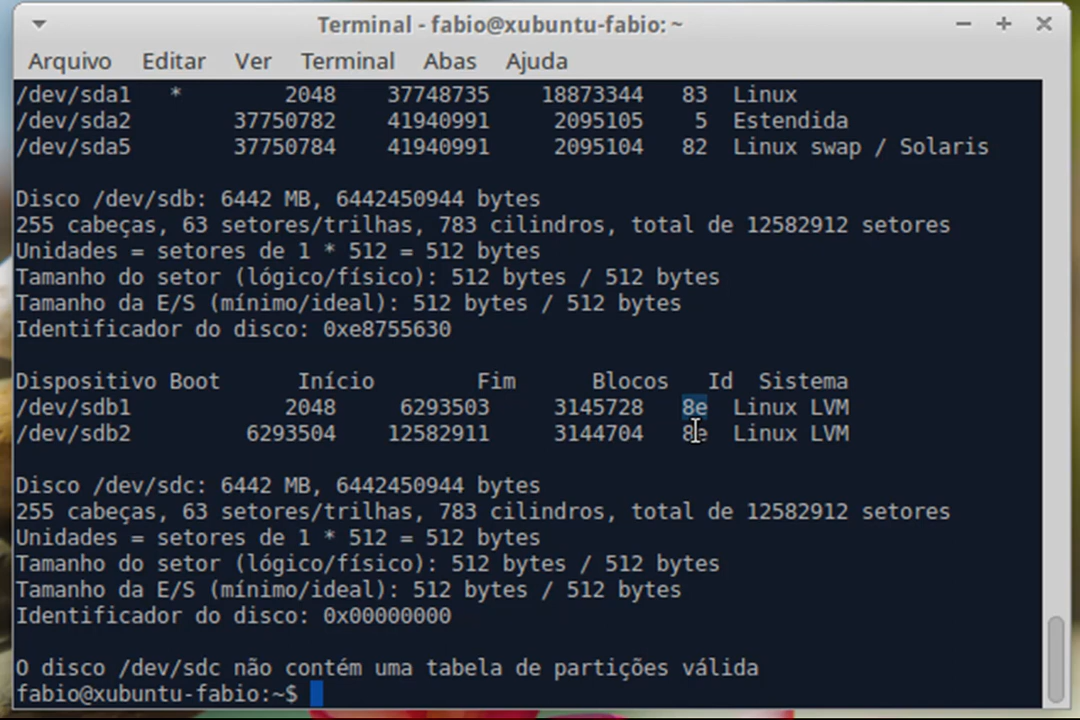 Terminal - fabio@xubuntu-fabio: ~
Arquivo Editar Ver Terminal Abas Ajuda
/dev/sda1 * 2048 37748735 18873344 83 Linux
/dev/sda2 37750782 41940991 2095105 5 Estendida
/dev/sda5 37750784 41940991 2095104 82 Linux swap / Solaris
Disco /dev/sdb: 6442 MB, 6442450944 bytes
255 cabeças, 63 setores/trilhas, 783 cilindros, total de 12582912 setores
Unidades = setores de 1 * 512 = 512 bytes
Tamanho do setor (lógico/físico): 512 bytes / 512 bytes
Tamanho da E/S (mínimo/ideal): 512 bytes / 512 bytes
Identificador do disco: 0xe8755630
Dispositivo Boot Início Fim Blocos Id Sistema
/dev/sdb1 2048 6293503 3145728 8e Linux LVM
/dev/sdb2 6293504 12582911 3144704 8e Linux LVM
Disco /dev/sdc: 6442 MB, 6442450944 bytes
255 cabeças, 63 setores/trilhas, 783 cilindros, total de 12582912 setores
Unidades = setores de 1 * 512 = 512 bytes
Tamanho do setor (lógico/físico): 512 bytes / 512 bytes
Tamanho da E/S (mínimo/ideal): 512 bytes / 512 bytes
Identificador do disco: 0x00000000
O disco /dev/sdc não contém uma tabela de partições válida
fabio@xubuntu-fabio:~$